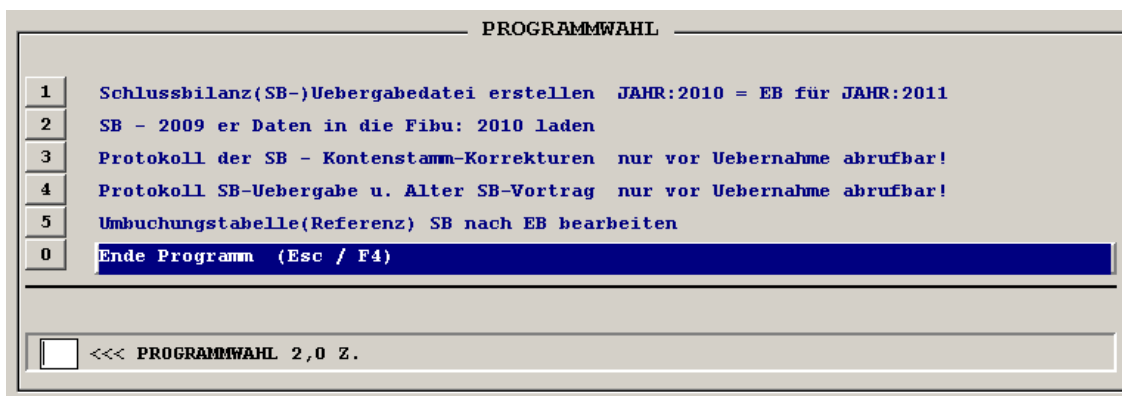 PROGRAMMWAHL
1 Schlussbilanz(SB-)Uebergabedatei erstellen JAHR:2010 = EB für JAHR:2011
2 SB - 2009 er Daten in die Fibu: 2010 laden
3 Protokoll der SB - Kontenstamm-Korrekturen nur vor Uebernahme abrufbar!
4 Protokoll SB-Uebergabe u. Alter SB-Vortrag nur vor Uebernahme abrufbar!
5 Umbuchungstabelle(Referenz) SB nach EB bearbeiten
0 Ende Programm (Esc / F4)
<<< PROGRAMMWAHL 2,0 Z.